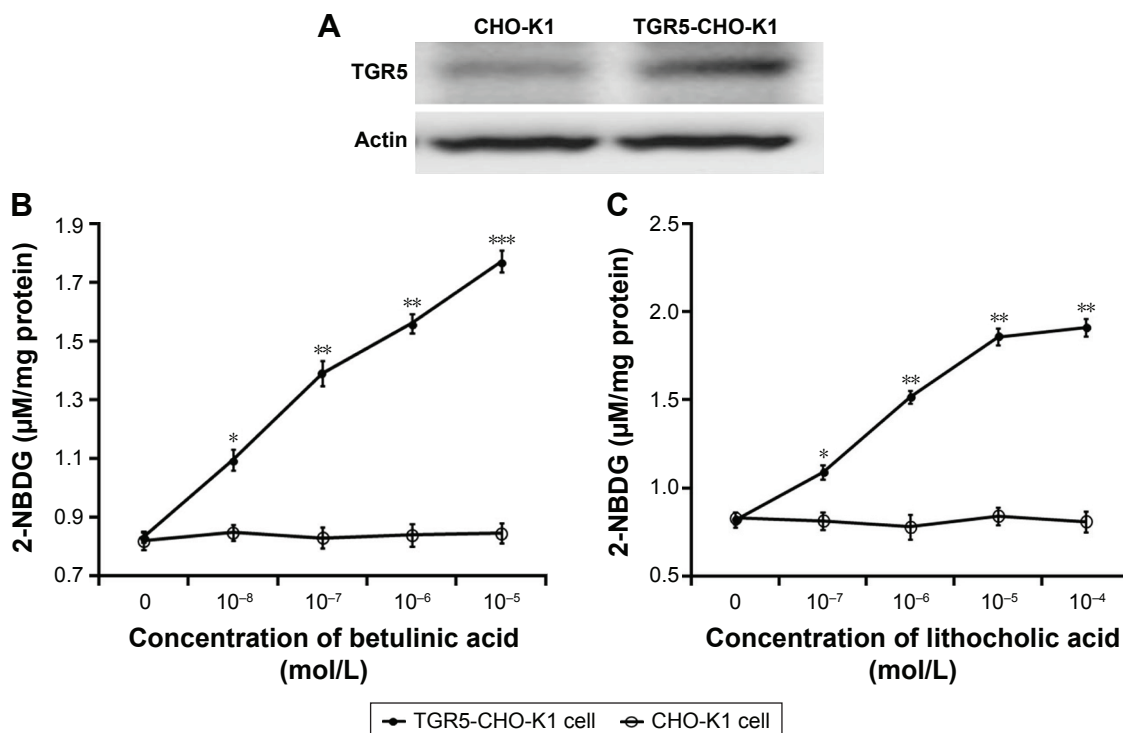 A
CHO-K1 TGR5-CHO-K1
TGR5
Actin
B
2-NBDG (µM/mg protein)
1.9
1.7
1.5
1.3
1.1
0.9
0.7
*
**
**
***
0 10⁻⁸ 10⁻⁷ 10⁻⁶ 10⁻⁵
Concentration of betulinic acid
(mol/L)
C
2-NBDG (µM/mg protein)
2.5
2.0
1.5
1.0
0.5
*
**
**
**
0 10⁻⁷ 10⁻⁶ 10⁻⁵ 10⁻⁴
Concentration of lithocholic acid
(mol/L)
TGR5-CHO-K1 cell CHO-K1 cell